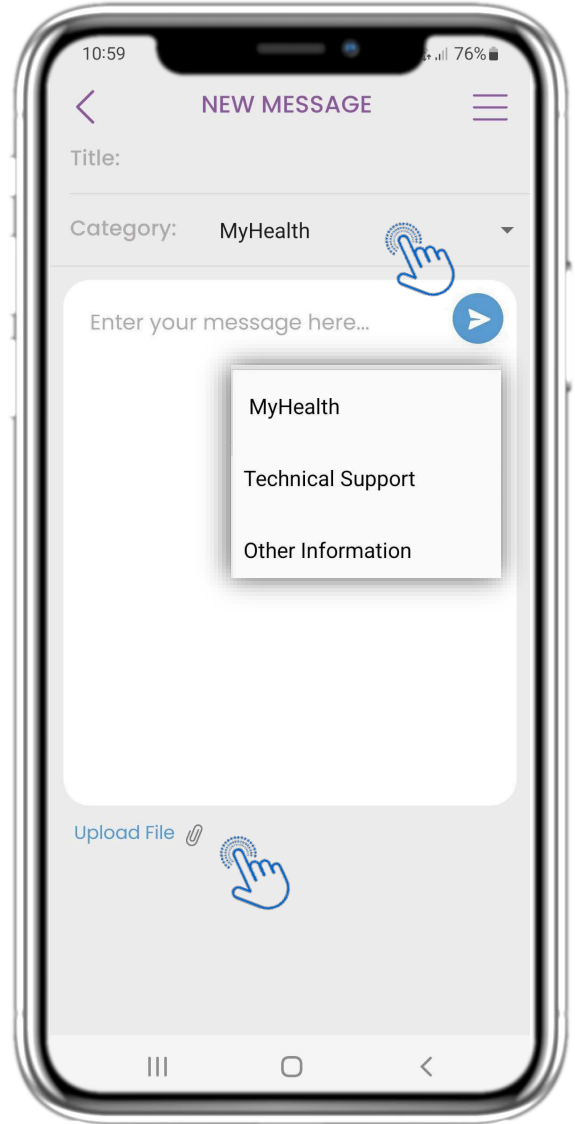 10:59 76%
NEW MESSAGE
Title:
Category: MyHealth
Enter your message here...
MyHealth
Technical Support
Other Information
Upload File